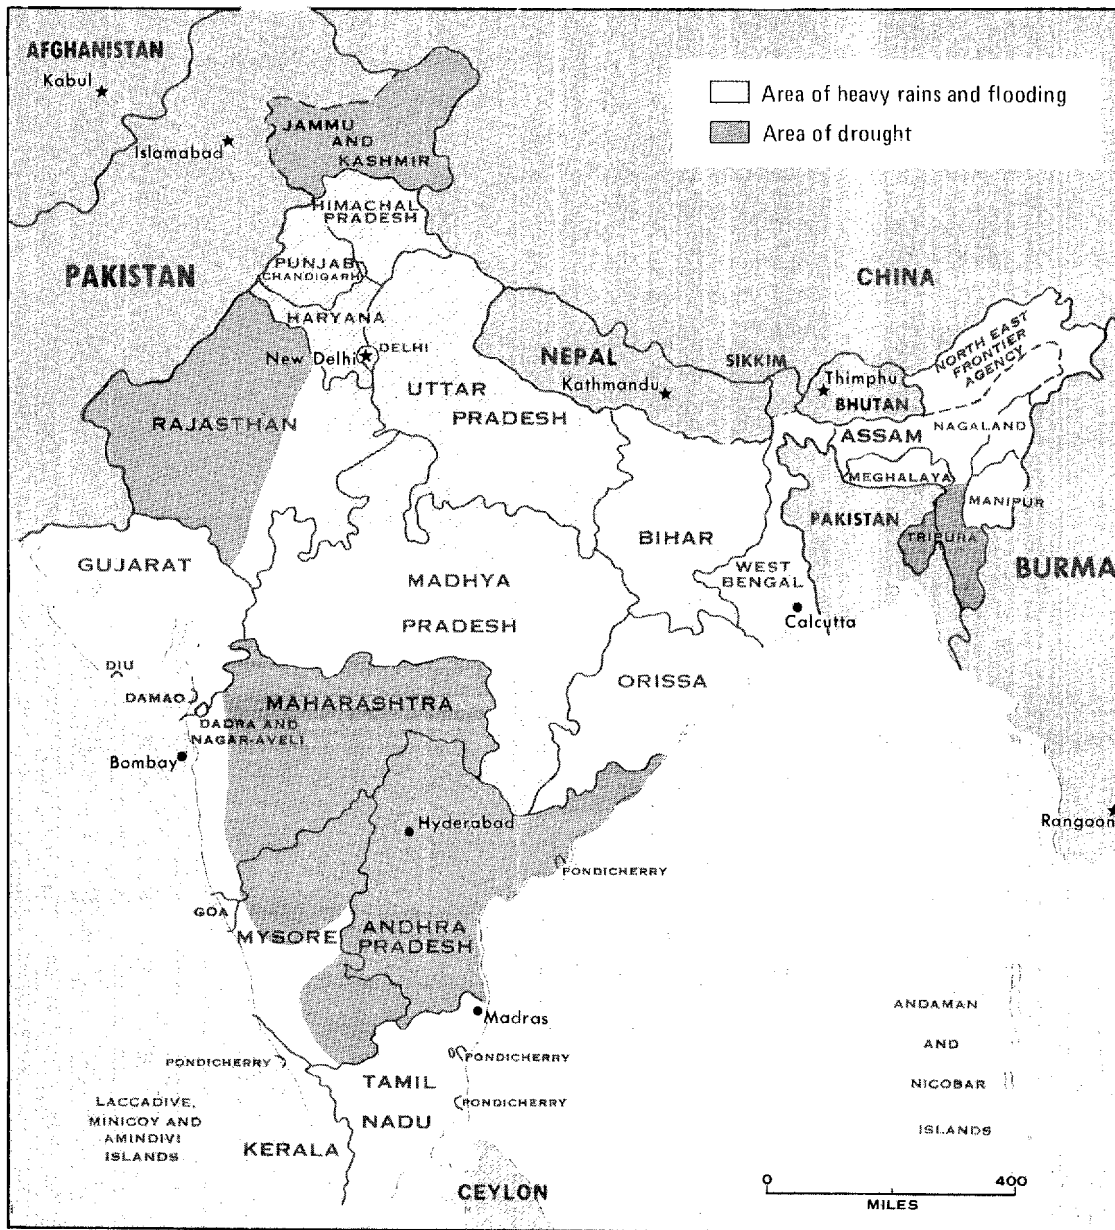 AFGHANISTAN
Kabul
Islamabad
JAMMU
AND
KASHMIR
Area of heavy rains and flooding
Area of drought
HIMACHAL
PRADESH
PAKISTAN
PUNJAB
CHANDIGARH
CHINA
HARYANA
New Delhi
DELHI
NEPAL
Kathmandu
SIKKIM
Thimphu
BHUTAN
NORTH EAST
FRONTIER
AGENCY
UTTAR
PRADESH
RAJASTHAN
ASSAM
NAGALAND
MEGHALAYA
MANIPUR
PAKISTAN
TRIPURA
BIHAR
GUJARAT
MADHYA
PRADESH
WEST
BENGAL
Calcutta
BURMA
DIU
DAMAO
DADRA AND
NAGAR-AVELI
MAHARASHTRA
ORISSA
Bombay
Hyderabad
Rangoon
PONDICHERRY
GOA
MYSORE
ANDHRA
PRADESH
Madras
ANDAMAN
AND
NICOBAR
ISLANDS
PONDICHERRY
PONDICHERRY
PONDICHERRY
TAMIL
NADU
LACCADIVE,
MINICOY AND
AMINDIVI
ISLANDS
KERALA
CEYLON
0 400
MILES